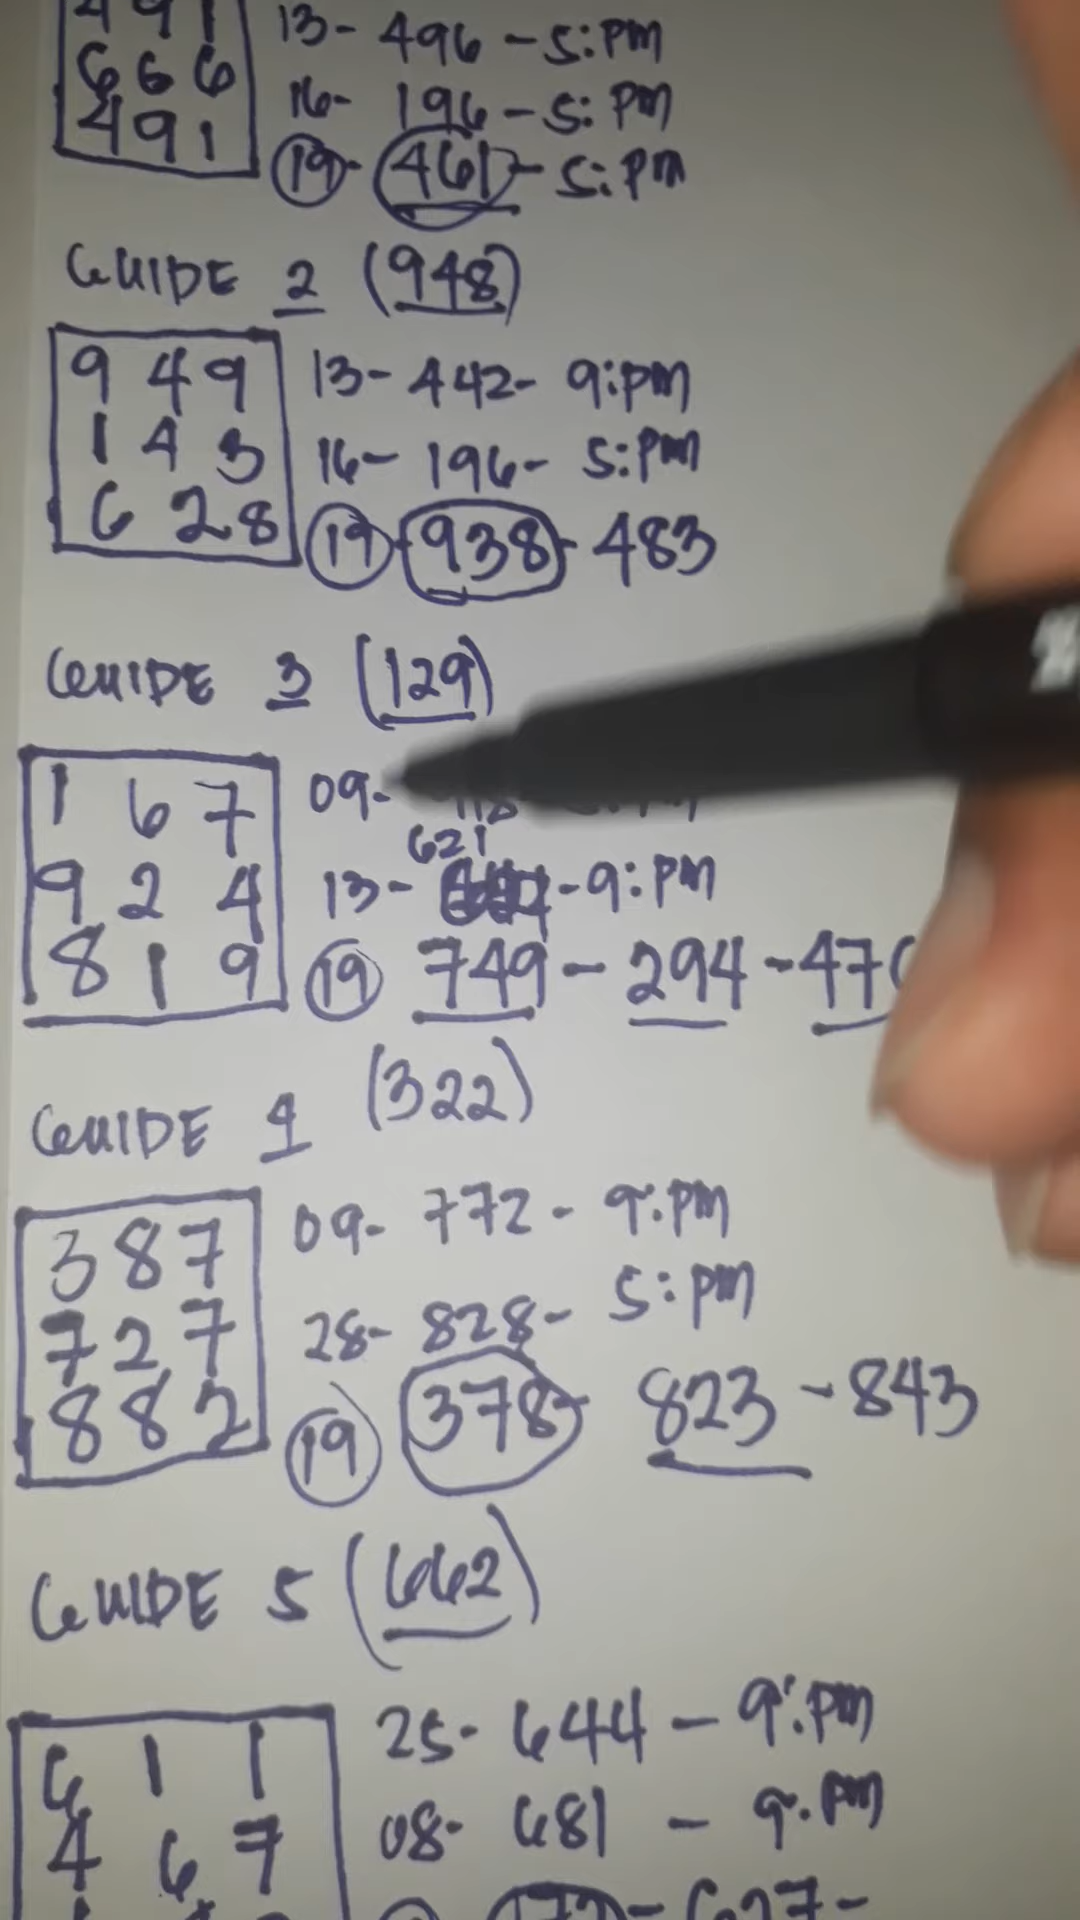 4 9 1
13- 496 - 5:PM
6 6 6
16- 196 - 5:PM
4 9 1
19- 461 - 5:PM
GUIDE 2 (948)
9 4 9
13- 442- 9:PM
1 4 3
16- 196- 5:PM
6 2 8
19- 938- 483
GUIDE 3 (129)
1 6 7
09-
621
9 2 4
13- -9:PM
8 1 9
19 749 - 294 -47
GUIDE 4 (322)
3 8 7
09- 772- 9:PM
7 2 7
28- 828- 5:PM
8 8 2
19 378- 823 - 843
GUIDE 5 (662)
6 1 1
25- 644 - 9:PM
4 6 7
08- 681 - 9.PM
- 627-